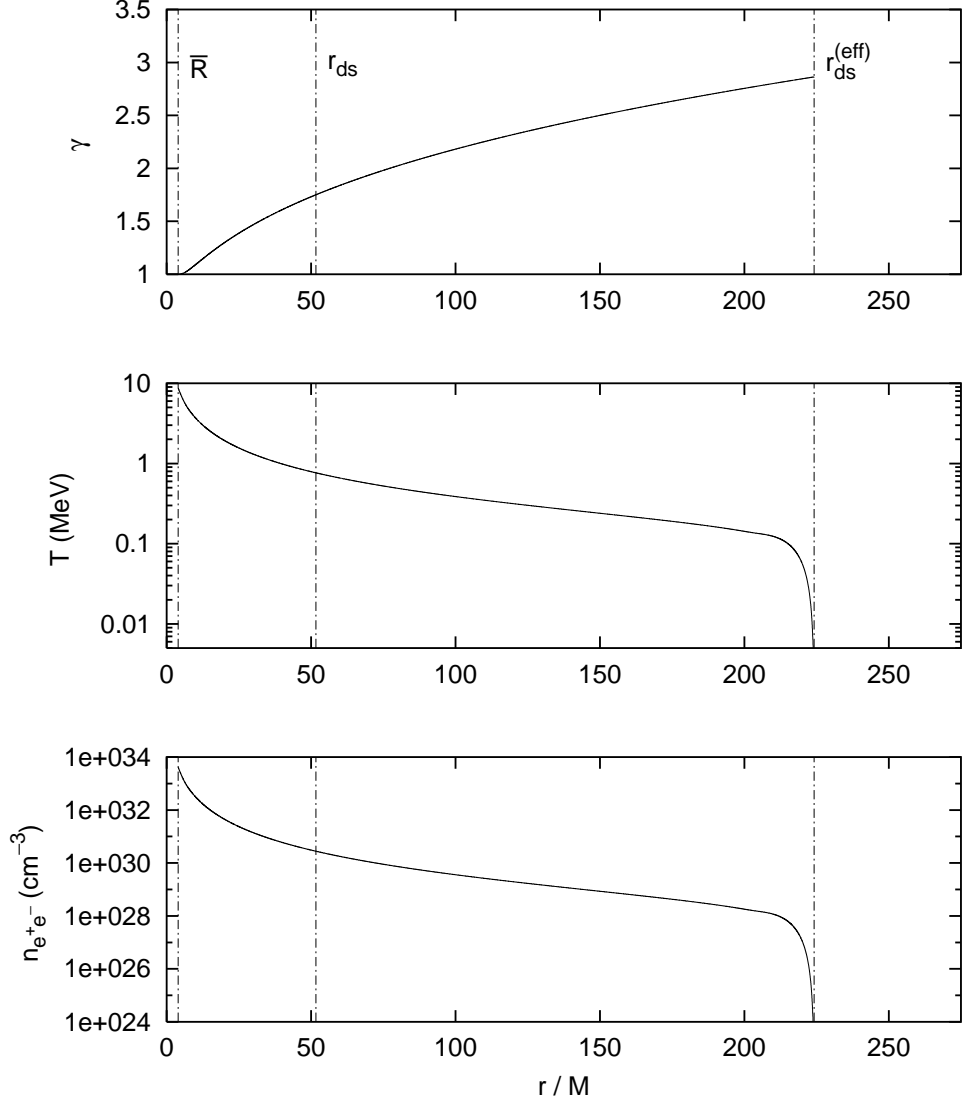 3.5
3
2.5
2
1.5
1
γ
R̅
r_ds
r_ds^(eff)
0 50 100 150 200 250
10
1
0.1
0.01
T (MeV)
0 50 100 150 200 250
1e+034
1e+032
1e+030
1e+028
1e+026
1e+024
n_e⁺e⁻ (cm⁻³)
0 50 100 150 200 250
r / M